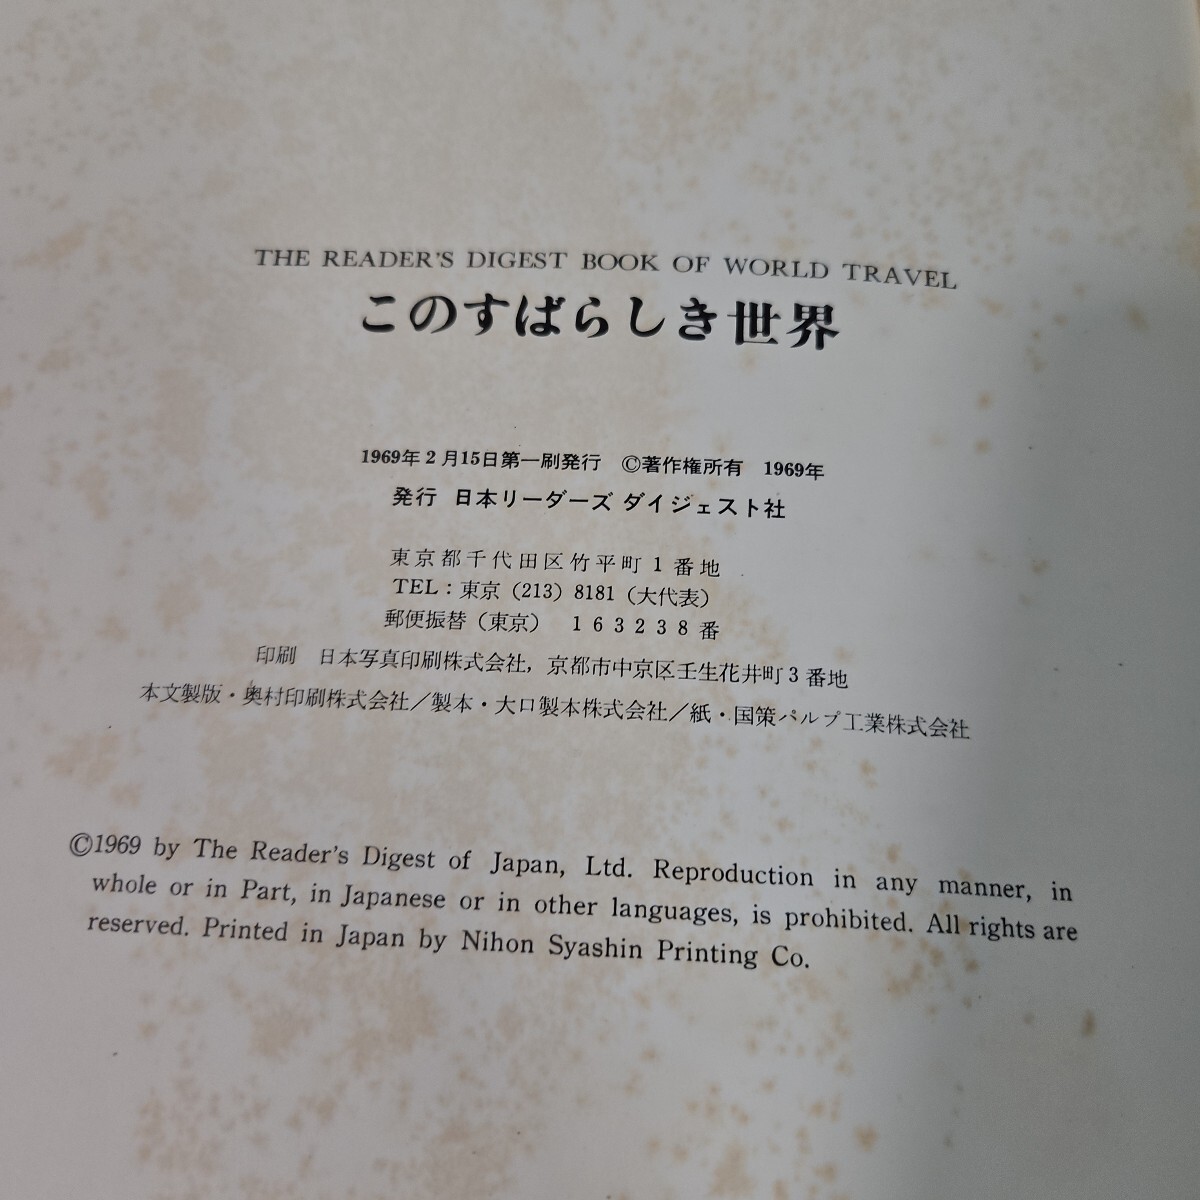 THE READER'S DIGEST BOOK OF WORLD TRAVEL
このすばらしき世界
1969年2月15日第一刷発行 ©著作権所有 1969年
発行 日本リーダーズ ダイジェスト社
東京都千代田区竹平町1番地
TEL：東京（213）8181（大代表）
郵便振替（東京） 163238番
印刷 日本写真印刷株式会社，京都市中京区壬生花井町3番地
本文製版・奥村印刷株式会社／製本・大口製本株式会社／紙・国策パルプ工業株式会社
©1969 by The Reader's Digest of Japan, Ltd. Reproduction in any manner, in
whole or in Part, in Japanese or in other languages, is prohibited. All rights are
reserved. Printed in Japan by Nihon Syashin Printing Co.